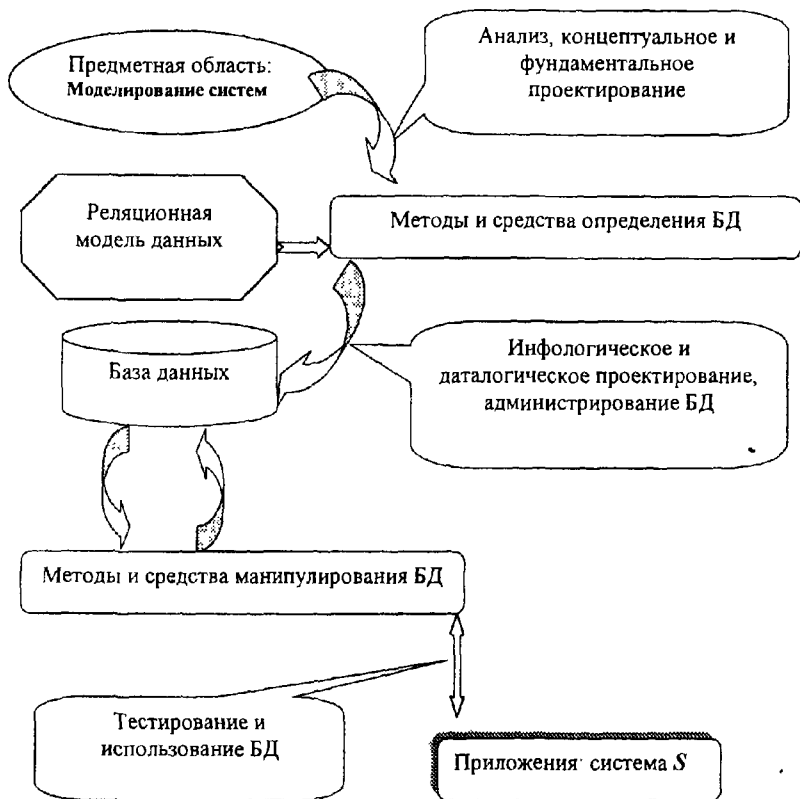 Предметная область:
Моделирование систем
Анализ, концептуальное и
фундаментальное
проектирование
Реляционная
модель данных
Методы и средства определения БД
База данных
Инфологическое и
даталогическое проектирование,
администрирование БД
Методы и средства манипулирования БД
Тестирование и
использование БД
Приложения: система S